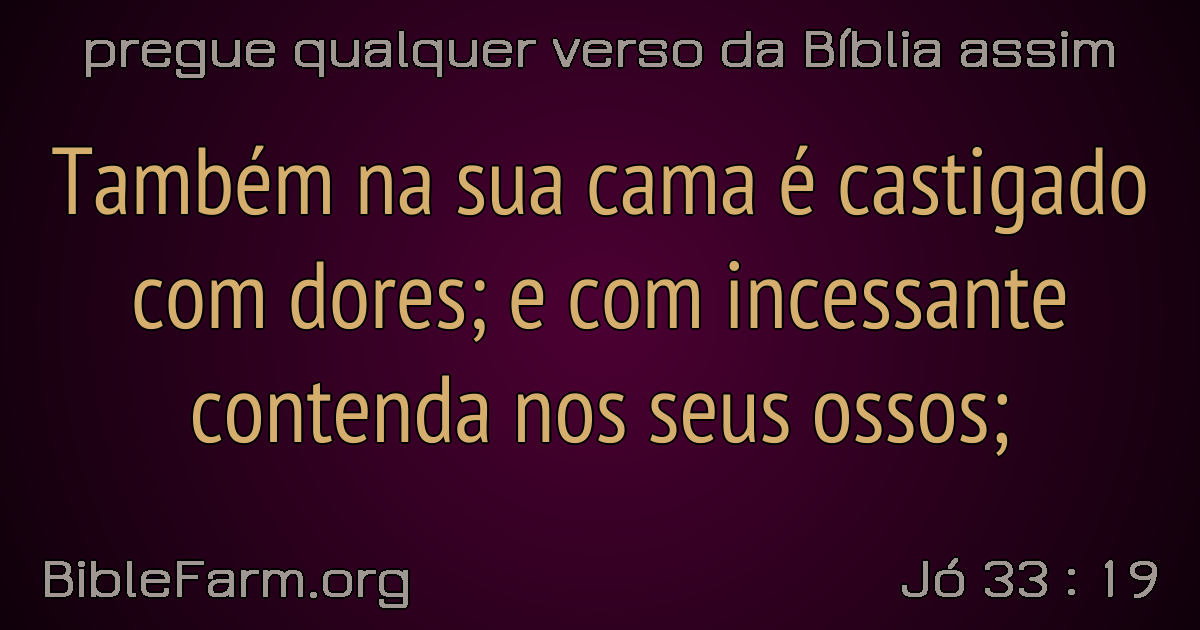 pregue qualquer verso da Bíblia assim
Também na sua cama é castigado
com dores; e com incessante
contenda nos seus ossos;
BibleFarm.org
Jó 33 : 19